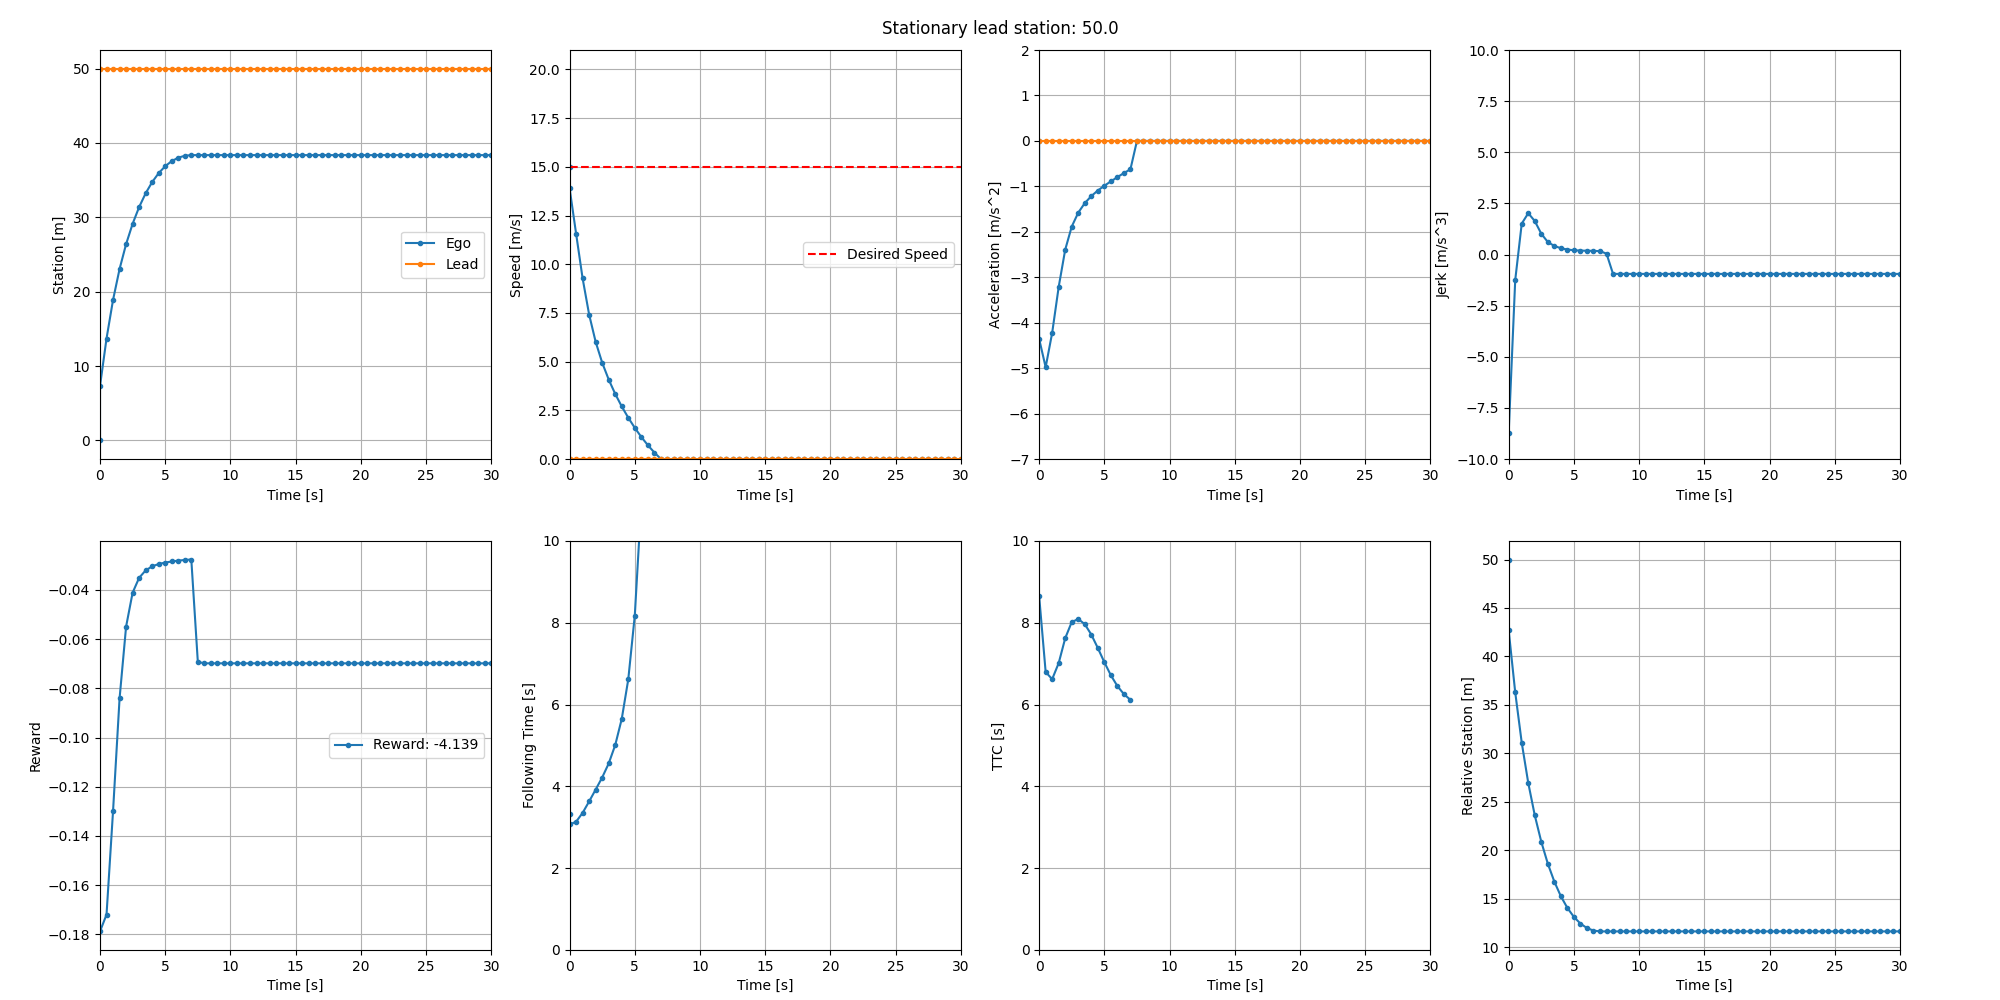 Stationary lead station: 50.0
50
40
30
20
10
0
Station [m]
Ego
Lead
0 5 10 15 20 25 30
Time [s]
20.0
17.5
15.0
12.5
10.0
7.5
5.0
2.5
0.0
Speed [m/s]
Desired Speed
0 5 10 15 20 25 30
Time [s]
2
1
0
−1
−2
−3
−4
−5
−6
−7
Acceleration [m/s^2]
0 5 10 15 20 25 30
Time [s]
10.0
7.5
5.0
2.5
0.0
−2.5
−5.0
−7.5
−10.0
Jerk [m/s^3]
0 5 10 15 20 25 30
Time [s]
−0.04
−0.06
−0.08
−0.10
−0.12
−0.14
−0.16
−0.18
Reward
Reward: -4.139
0 5 10 15 20 25 30
Time [s]
10
8
6
4
2
0
Following Time [s]
0 5 10 15 20 25 30
Time [s]
10
8
6
4
2
0
TTC [s]
0 5 10 15 20 25 30
Time [s]
50
45
40
35
30
25
20
15
10
Relative Station [m]
0 5 10 15 20 25 30
Time [s]